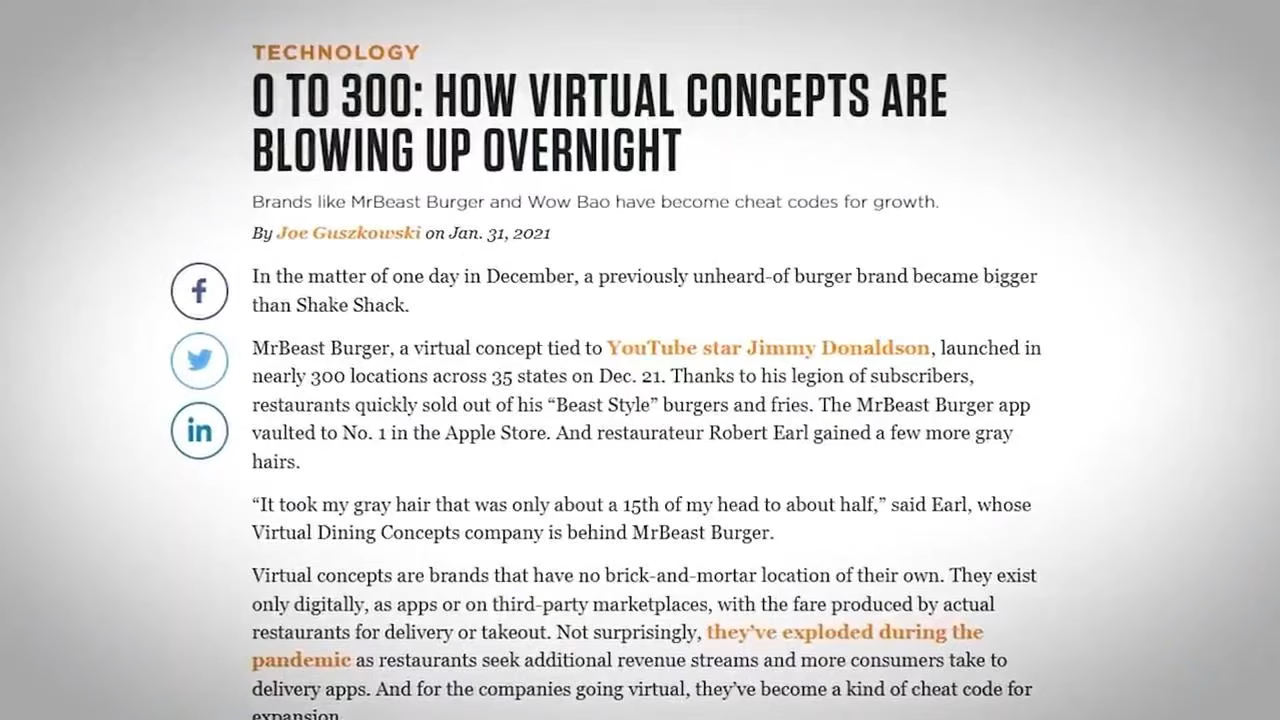 TECHNOLOGY
0 TO 300: HOW VIRTUAL CONCEPTS ARE
BLOWING UP OVERNIGHT
Brands like MrBeast Burger and Wow Bao have become cheat codes for growth.
By Joe Guszkowski on Jan. 31, 2021
In the matter of one day in December, a previously unheard-of burger brand became bigger
than Shake Shack.
MrBeast Burger, a virtual concept tied to YouTube star Jimmy Donaldson, launched in
nearly 300 locations across 35 states on Dec. 21. Thanks to his legion of subscribers,
restaurants quickly sold out of his “Beast Style” burgers and fries. The MrBeast Burger app
vaulted to No. 1 in the Apple Store. And restaurateur Robert Earl gained a few more gray
hairs.
“It took my gray hair that was only about a 15th of my head to about half,” said Earl, whose
Virtual Dining Concepts company is behind MrBeast Burger.
Virtual concepts are brands that have no brick-and-mortar location of their own. They exist
only digitally, as apps or on third-party marketplaces, with the fare produced by actual
restaurants for delivery or takeout. Not surprisingly, they’ve exploded during the
pandemic as restaurants seek additional revenue streams and more consumers take to
delivery apps. And for the companies going virtual, they’ve become a kind of cheat code for
expansion.